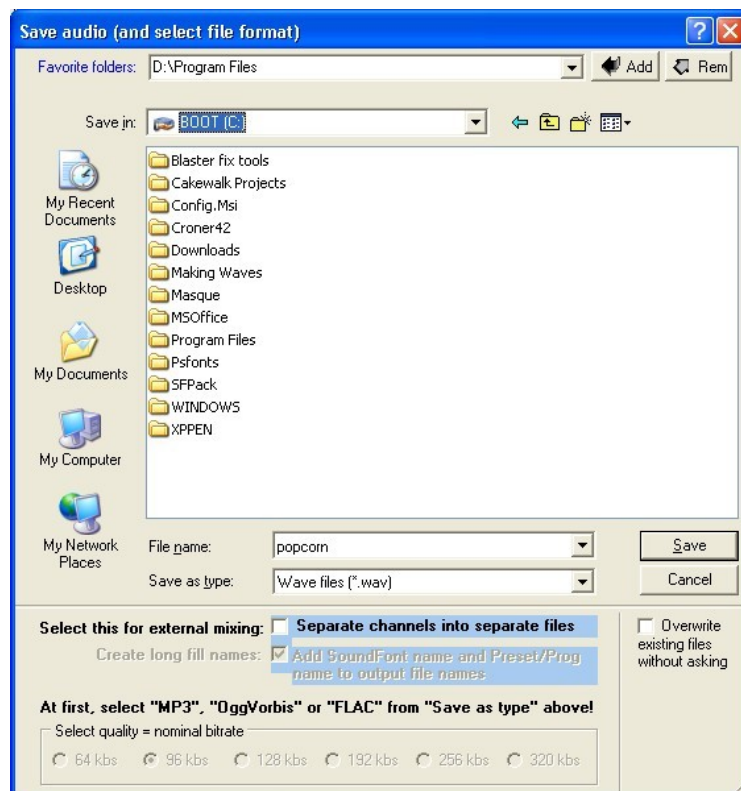 Save audio (and select file format)
Favorite folders: D:\Program Files Add Rem
Save in: BOOT (C:)
My Recent Documents
Desktop
My Documents
My Computer
My Network Places
Blaster fix tools
Cakewalk Projects
Config.Msi
Croner42
Downloads
Making Waves
Masque
MSOffice
Program Files
Psfonts
SFPack
WINDOWS
XPPEN
File name: popcorn Save
Save as type: Wave files (*.wav) Cancel
Select this for external mixing: Separate channels into separate files
Create long fill names: Add SoundFont name and Preset/Prog
name to output file names
Overwrite
existing files
without asking
At first, select "MP3", "OggVorbis" or "FLAC" from "Save as type" above!
Select quality = nominal bitrate
64 kbs 96 kbs 128 kbs 192 kbs 256 kbs 320 kbs